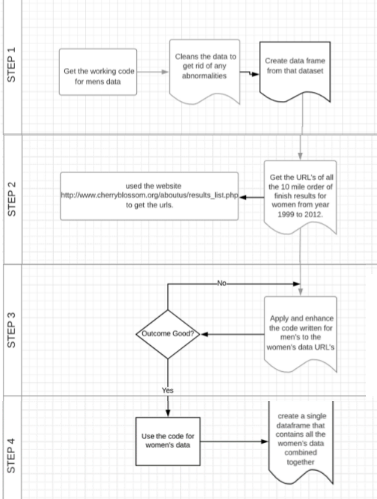 STEP 1
Get the working code
for mens data
Cleans the data to
get rid of any
abnormalities
Create data frame
from that dataset
STEP 2
used the website
http://www.cherryblossom.org/aboutus/results_list.php
to get the urls.
Get the URL's of all
the 10 mile order of
finish results for
women from year
1999 to 2012.
STEP 3
No
Outcome Good?
Apply and enhance
the code written for
men's to the
women's data URL's
Yes
STEP 4
Use the code for
women's data
create a single
dataframe that
contains all the
women's data
combined
together